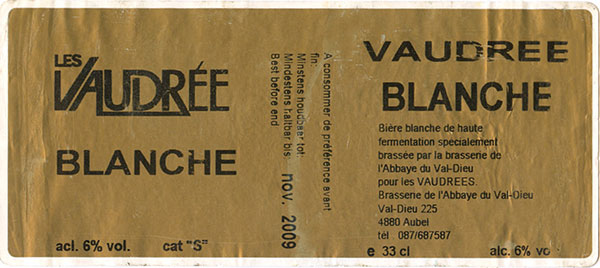 LES
VAUDRÉE
BLANCHE
acl. 6% vol. cat "S"
A consommer de préférence avant
fin:
Minstens houdbaar tot:
Mindestens haltbar bis:
Best before end
nov. 2009
VAUDREE
BLANCHE
Bière blanche de haute
fermentation spécialement
brassée par la brasserie de
l'Abbaye du Val-Dieu
pour les VAUDREES.
Brasserie de l'Abbaye du Val-Dieu
Val-Dieu 225
4880 Aubel
tél : 087/687587
e 33 cl alc. 6% vo